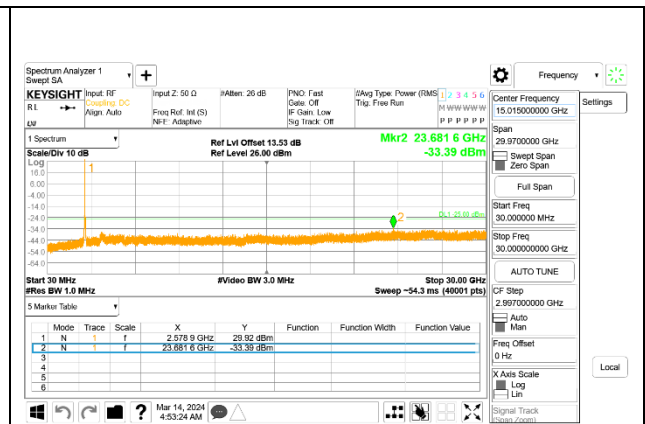 Spectrum Analyzer 1
Swept SA
Frequency
KEYSIGHT
RL
Input: RF
Coupling: DC
Align: Auto
Input Z: 50 Ω
Freq Ref: Int (S)
NFE: Adaptive
#Atten: 26 dB
PNO: Fast
Gate: Off
IF Gain: Low
Sig Track: Off
#Avg Type: Power (RMS
Trig: Free Run
1 2 3 4 5 6
M W W W W W
P P P P P P
Settings
Center Frequency
15.015000000 GHz
Span
29.9700000 GHz
Swept Span
Zero Span
Full Span
Start Freq
30.000000 MHz
Stop Freq
30.000000000 GHz
AUTO TUNE
CF Step
2.997000000 GHz
Auto
Man
Freq Offset
0 Hz
X Axis Scale
Log
Lin
Signal Track
(Span Zoom)
Local
1 Spectrum
Scale/Div 10 dB
Ref Lvl Offset 13.53 dB
Ref Level 26.00 dBm
Mkr2 23.681 6 GHz
-33.39 dBm
Log
16.0
6.00
-4.00
-14.0
-24.0
-34.0
-44.0
-54.0
-64.0
1
2
DL1 -25.00 dBm
Start 30 MHz
#Res BW 1.0 MHz
#Video BW 3.0 MHz
Stop 30.00 GHz
Sweep ~54.3 ms (40001 pts)
5 Marker Table
Mode Trace Scale X Y Function Function Width Function Value
1 N 1 f 2.578 9 GHz 29.92 dBm
2 N 1 f 23.681 6 GHz -33.39 dBm
3
4
5
6
?
Mar 14, 2024
4:53:24 AM